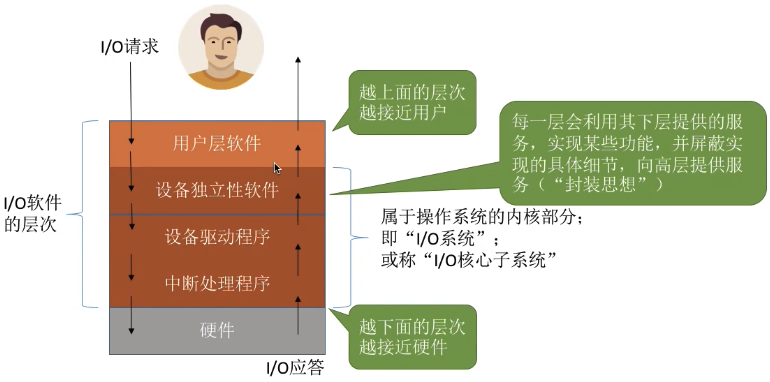 I/O请求
越上面的层次
越接近用户
每一层会利用其下层提供的服
务，实现某些功能，并屏蔽实
现的具体细节，向高层提供服
务（“封装思想”）
用户层软件
设备独立性软件
设备驱动程序
中断处理程序
硬件
I/O软件
的层次
属于操作系统的内核部分；
即“I/O系统”；
或称“I/O核心子系统”
越下面的层次
越接近硬件
I/O应答